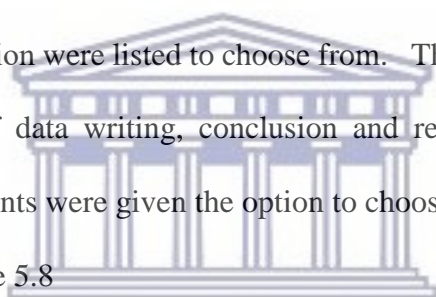 ion were listed to choose from. Th
f data writing, conclusion and re
nts were given the option to choos
e 5.8